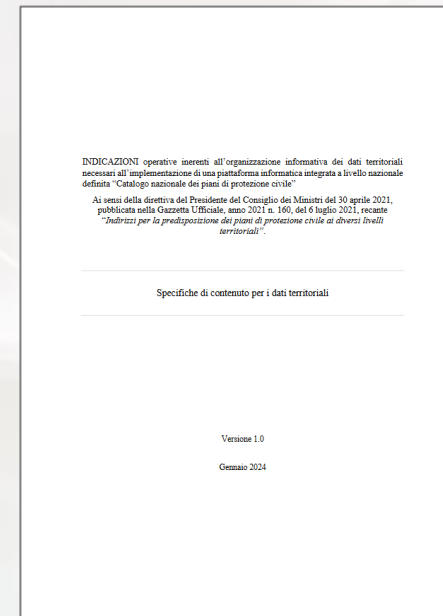 INDICAZIONI operative inerenti all'organizzazione informativa dei dati territoriali
necessari all'implementazione di una piattaforma informatica integrata a livello nazionale
definita "Catalogo nazionale dei piani di protezione civile"
Ai sensi della direttiva del Presidente del Consiglio dei Ministri del 30 aprile 2021,
pubblicata nella Gazzetta Ufficiale, anno 2021 n. 160, del 6 luglio 2021, recante
"Indirizzi per la predisposizione dei piani di protezione civile ai diversi livelli
territoriali".
Specifiche di contenuto per i dati territoriali
Versione 1.0
Gennaio 2024